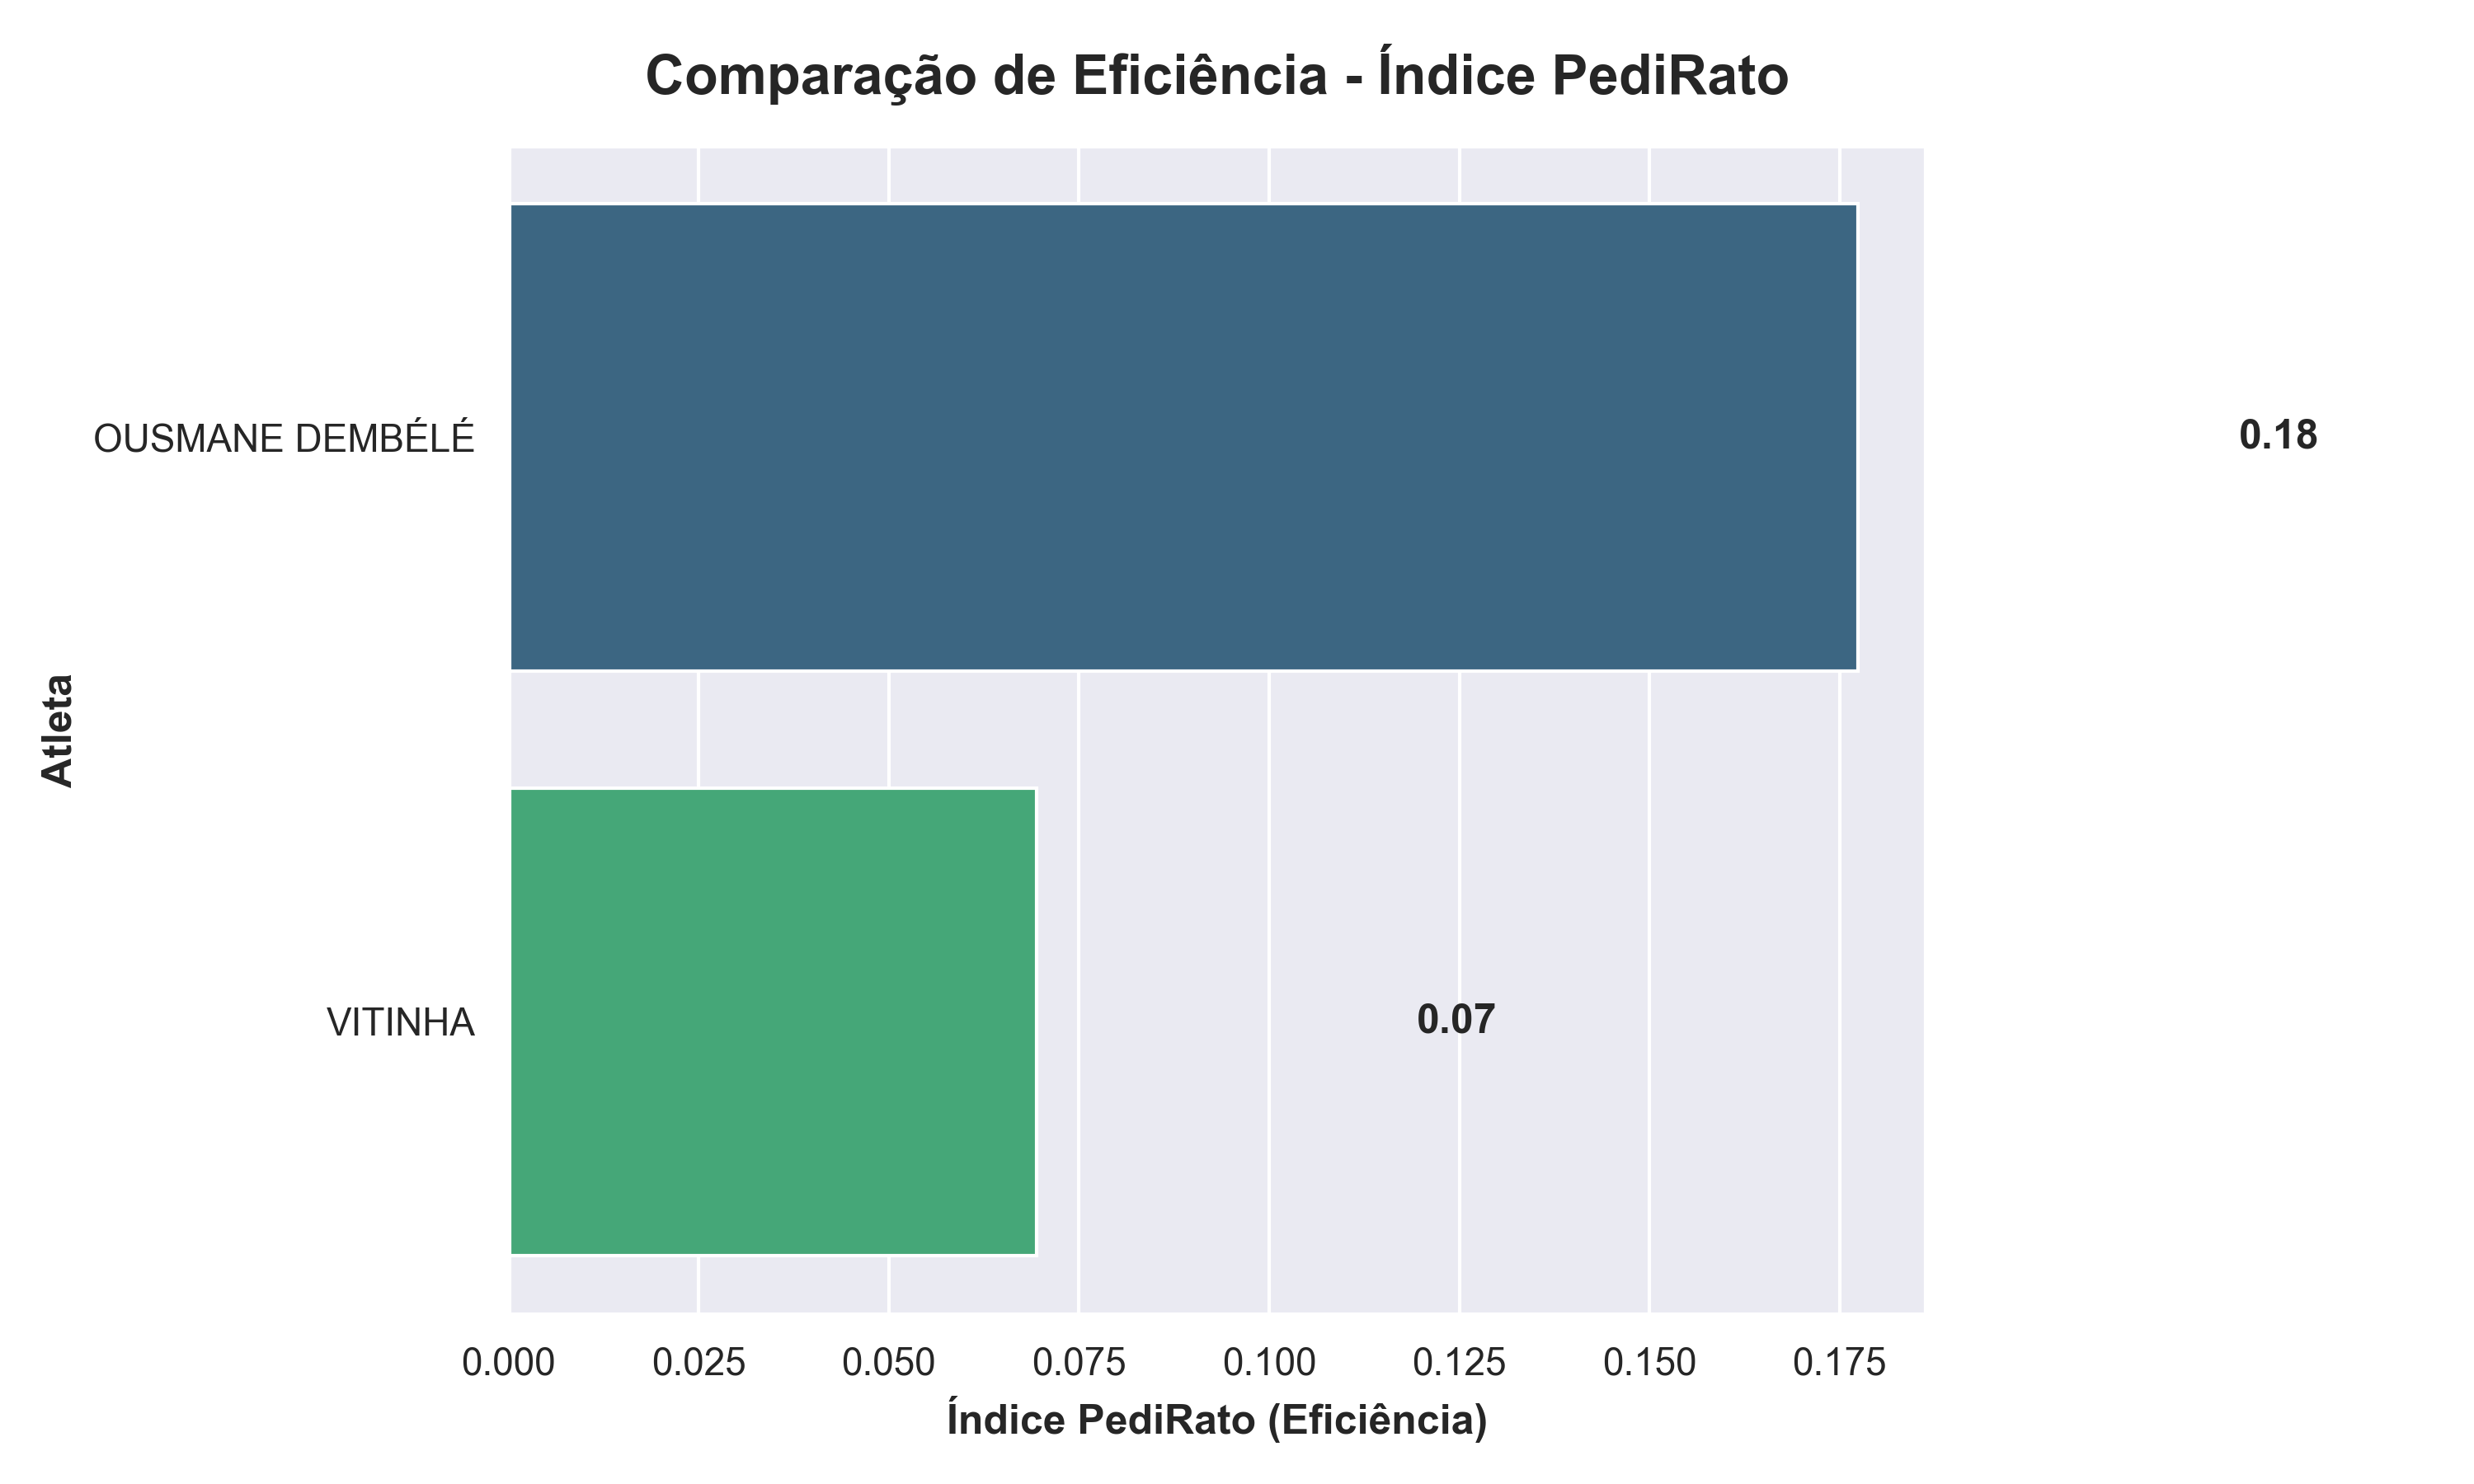 Comparação de Eficiência - Índice PediRato
OUSMANE DEMBÉLÉ
0.18
Atleta
VITINHA
0.07
0.000 0.025 0.050 0.075 0.100 0.125 0.150 0.175
Índice PediRato (Eficiência)